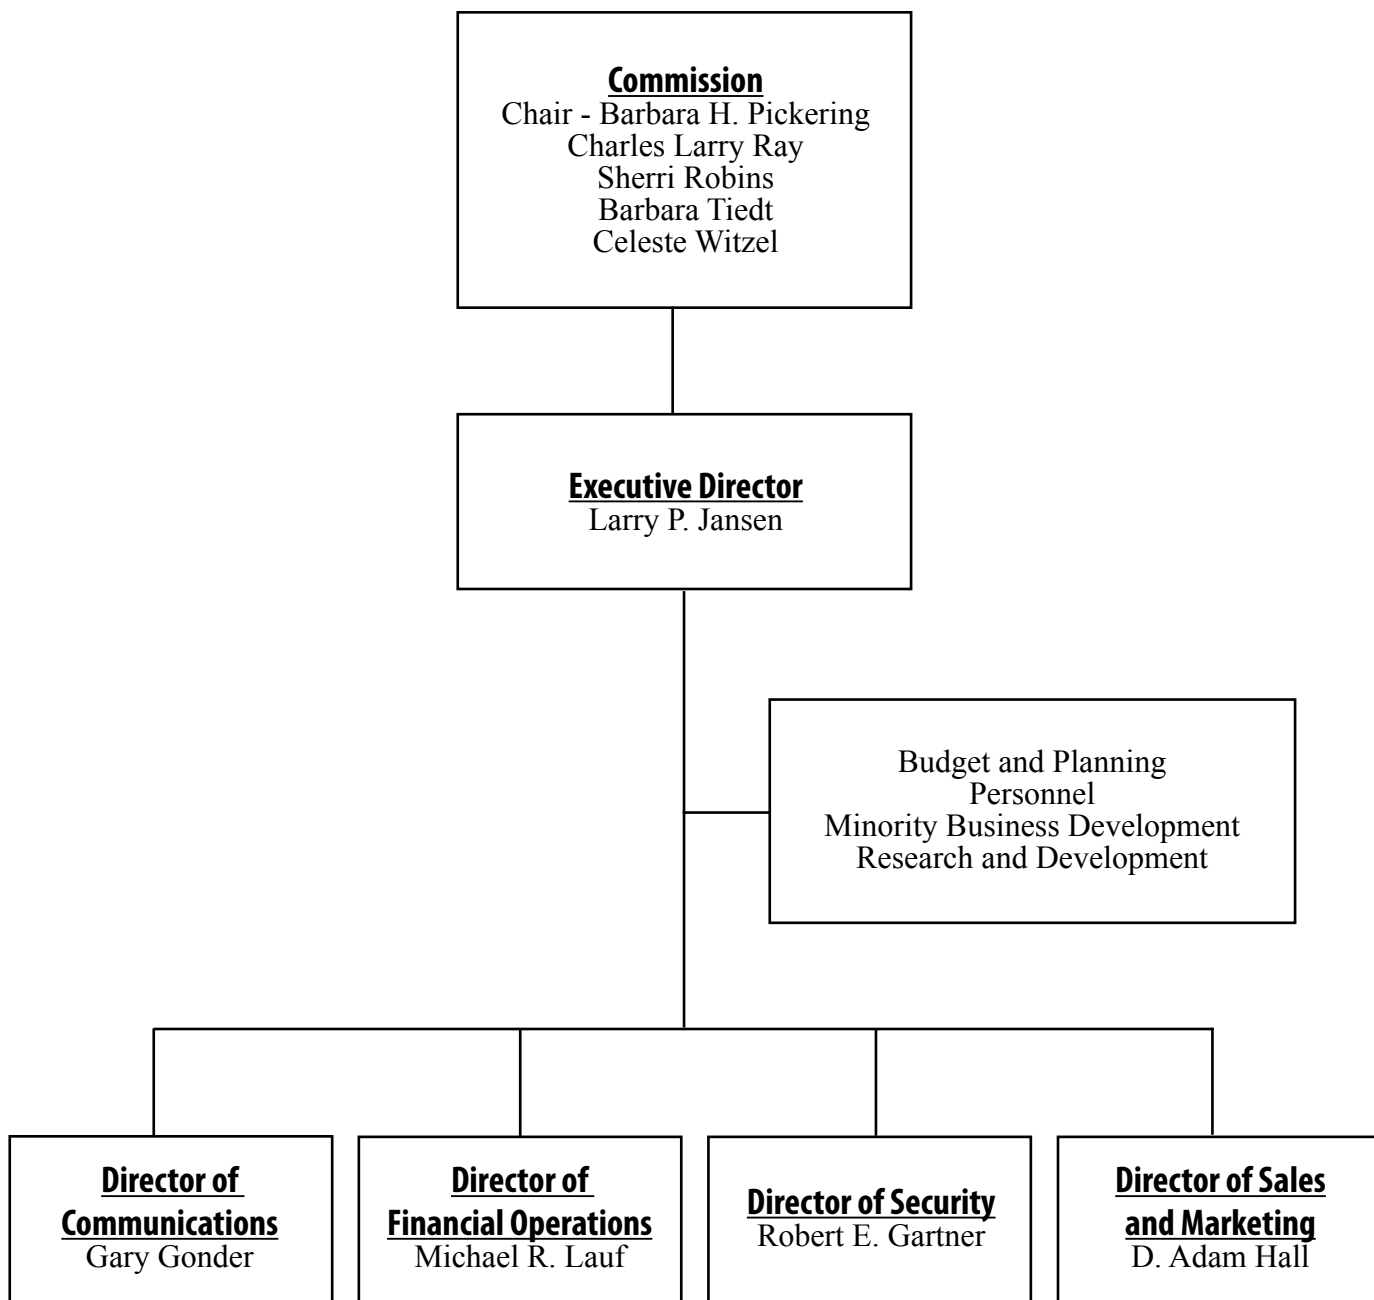 Commission
Chair - Barbara H. Pickering
Charles Larry Ray
Sherri Robins
Barbara Tiedt
Celeste Witzel
Executive Director
Larry P. Jansen
Budget and Planning
Personnel
Minority Business Development
Research and Development
Director of
Communications
Gary Gonder
Director of
Financial Operations
Michael R. Lauf
Director of Security
Robert E. Gartner
Director of Sales
and Marketing
D. Adam Hall